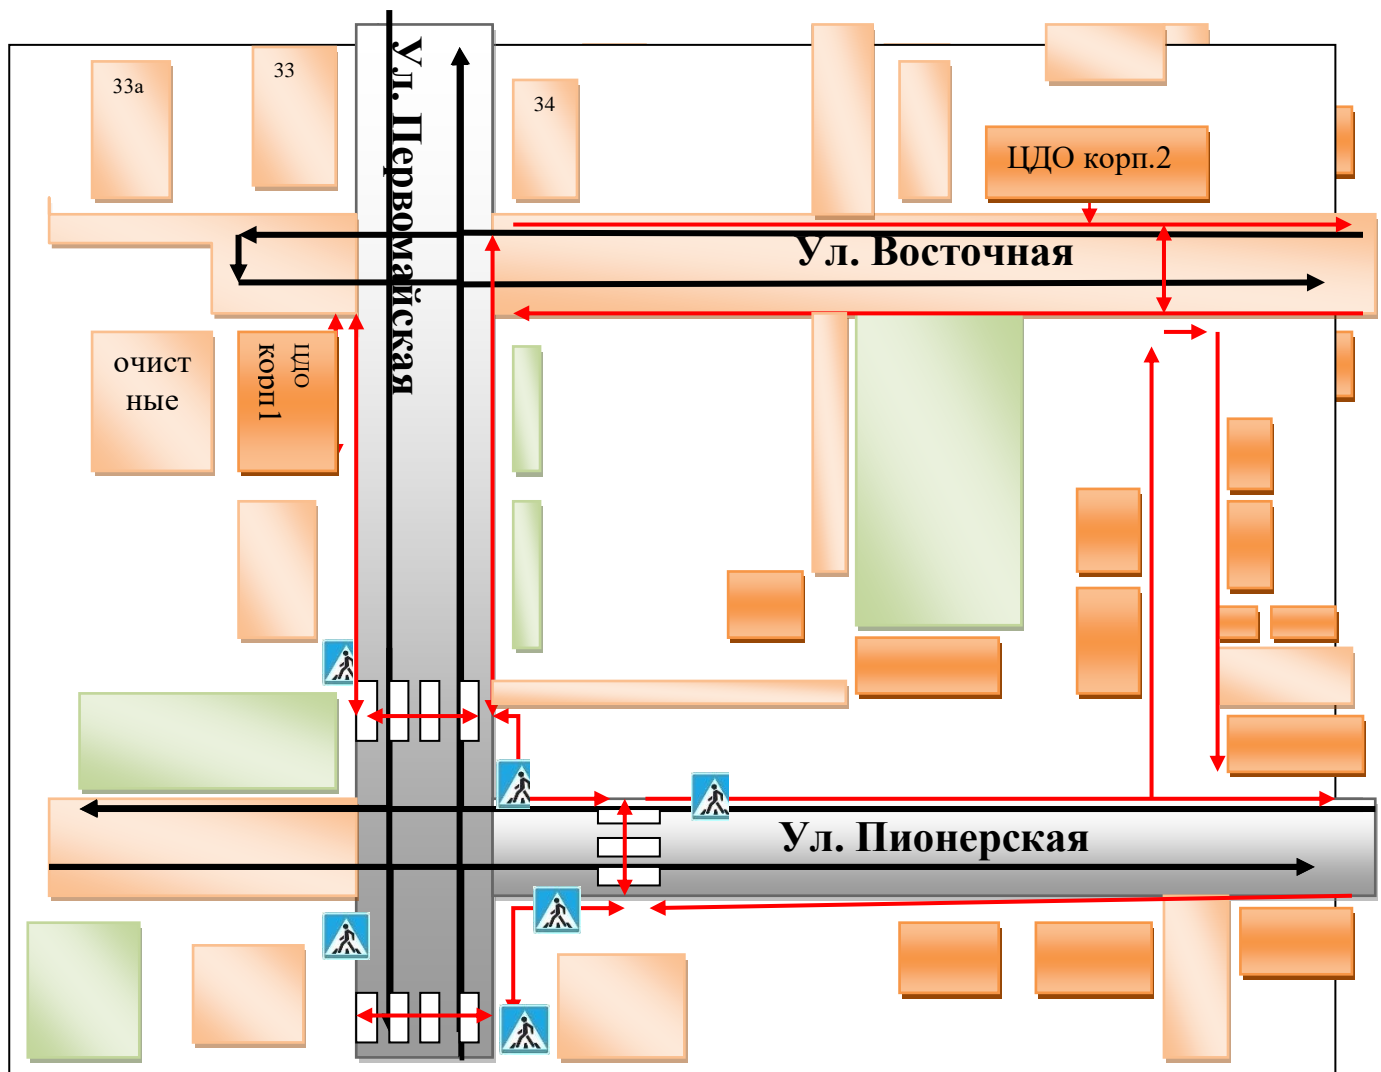 33а
33
34
Ул. Первомайская
ЦДО корп.2
Ул. Восточная
очист
ные
ЦДО
корп1
Ул. Пионерская